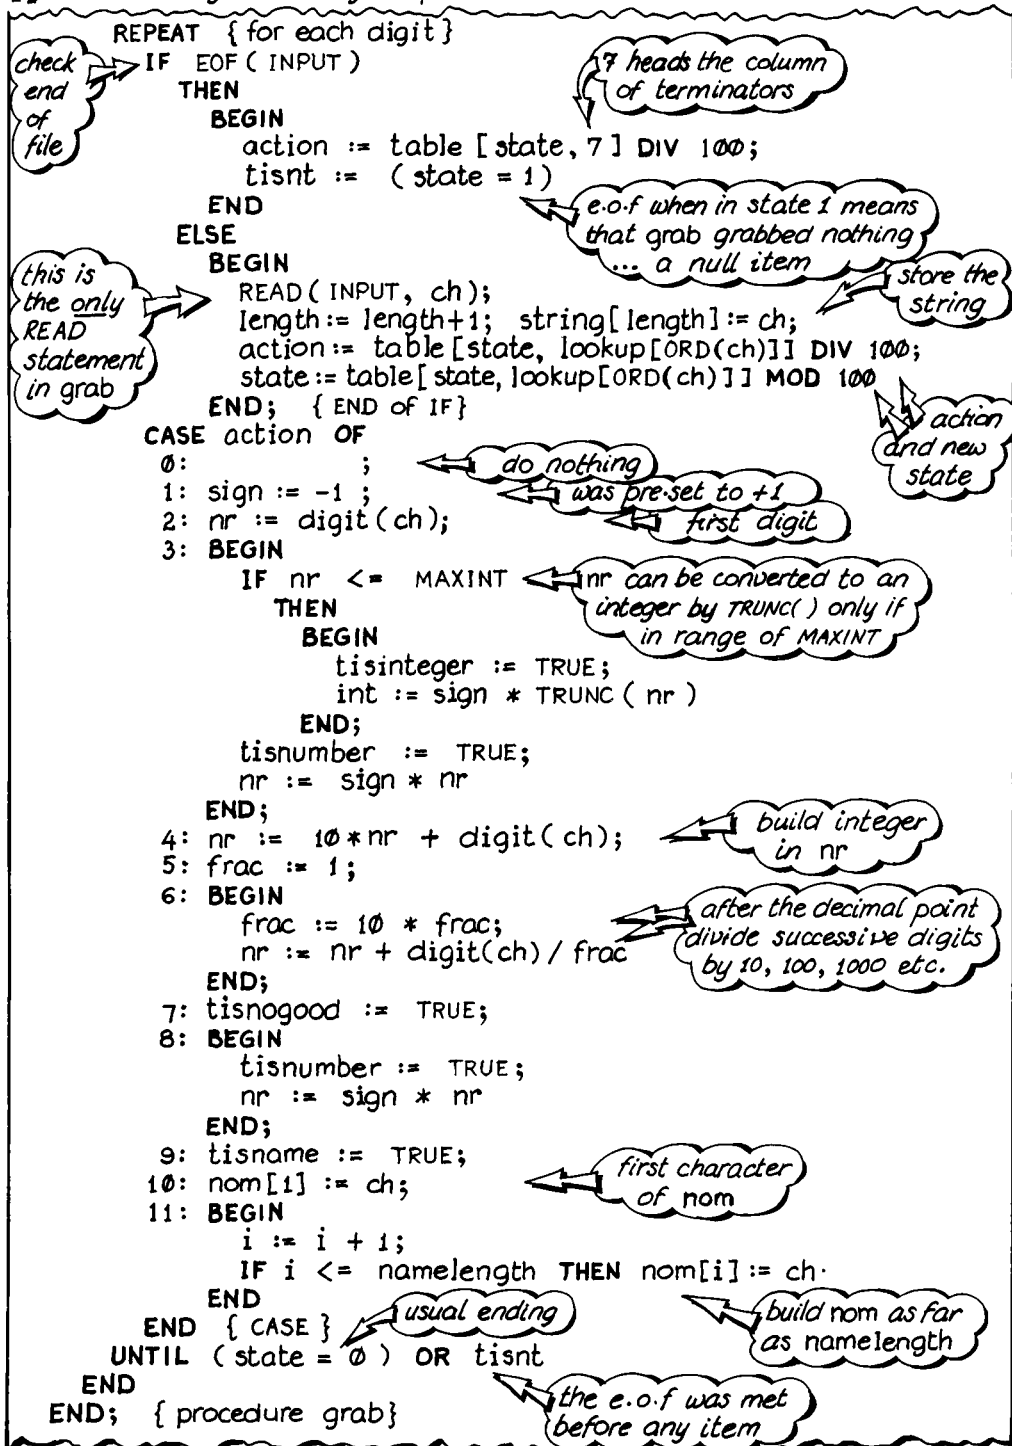 REPEAT { for each digit }
check end of file
IF EOF ( INPUT )
THEN
7 heads the column of terminators
BEGIN
action := table [ state, 7 ] DIV 100;
tisnt := ( state = 1 )
END
e.o.f when in state 1 means that grab grabbed nothing ... a null item
ELSE
BEGIN
this is the only READ statement in grab
READ( INPUT, ch );
store the string
length := length+1; string[ length ] := ch;
action := table [ state, lookup[ ORD(ch) ]] DIV 100;
state := table[ state, lookup[ ORD(ch) ]] MOD 100
action and new state
END; { END of IF }
CASE action OF
0: ; do nothing
1: sign := -1 ; was pre-set to +1
2: nr := digit ( ch ); first digit
3: BEGIN
IF nr <= MAXINT
nr can be converted to an integer by TRUNC( ) only if in range of MAXINT
THEN
BEGIN
tisinteger := TRUE;
int := sign * TRUNC ( nr )
END;
tisnumber := TRUE;
nr := sign * nr
END;
4: nr := 10*nr + digit( ch ); build integer in nr
5: frac := 1;
6: BEGIN
frac := 10 * frac;
nr := nr + digit(ch) / frac
after the decimal point divide successive digits by 10, 100, 1000 etc.
END;
7: tisnogood := TRUE;
8: BEGIN
tisnumber := TRUE;
nr := sign * nr
END;
9: tisname := TRUE;
10: nom[1] := ch; first character of nom
11: BEGIN
i := i + 1;
IF i <= namelength THEN nom[i] := ch
build nom as far as namelength
END
END { CASE }
usual ending
UNTIL ( state = 0 ) OR tisnt
END
the e.o.f was met before any item
END; { procedure grab }